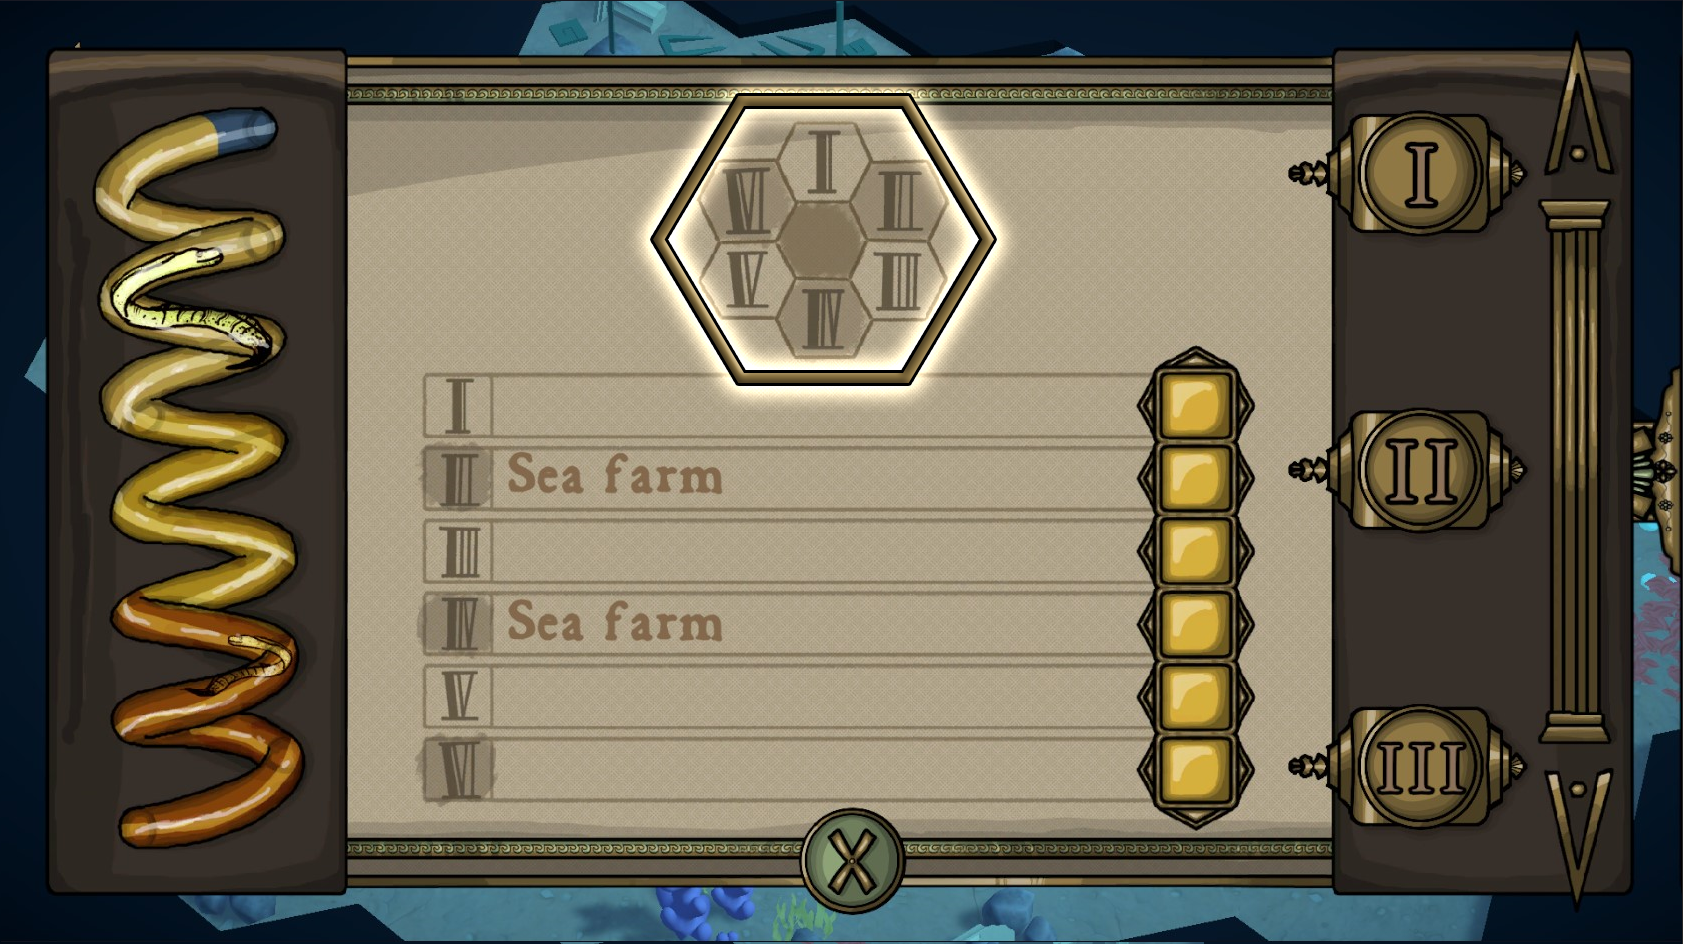 I
VI II
V III
IV
I
II Sea farm
III
IV Sea farm
V
VI
I
II
III
X